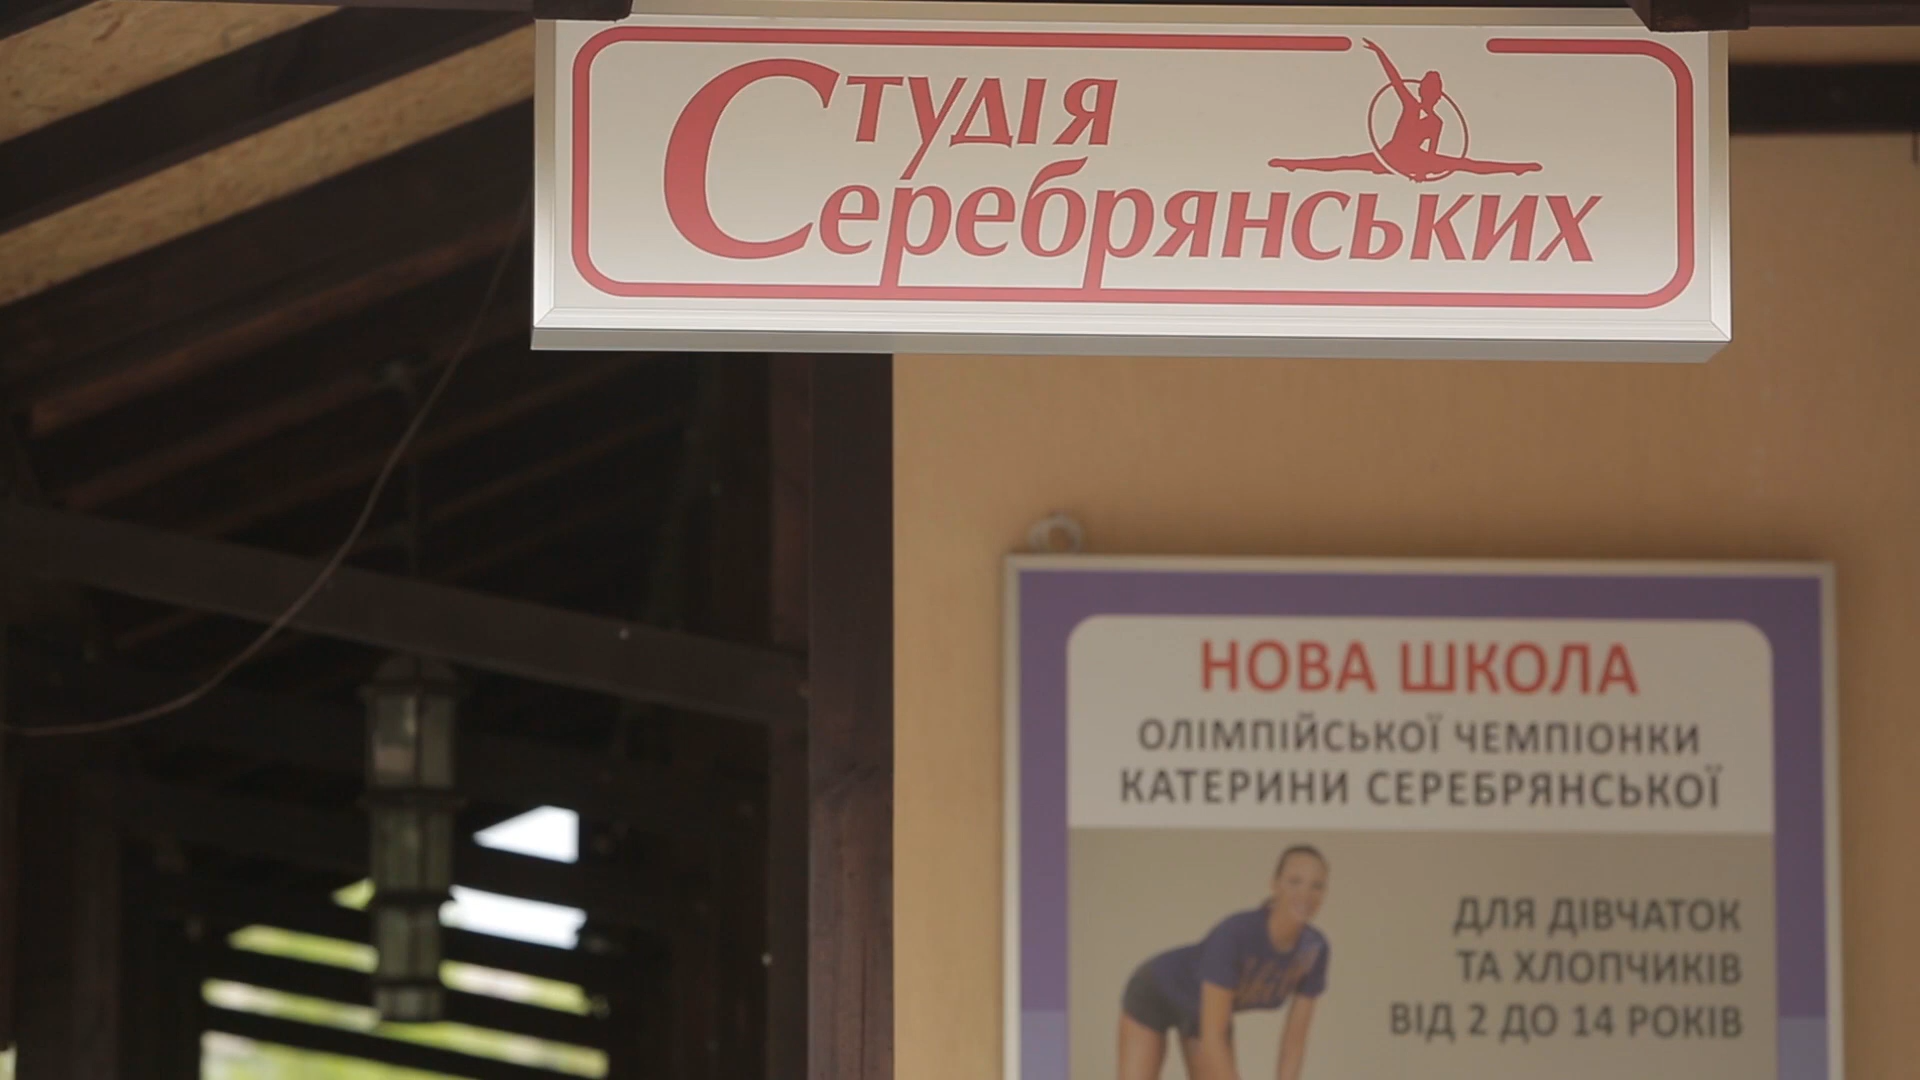 Студія
Серебрянських
НОВА ШКОЛА
ОЛІМПІЙСЬКОЇ ЧЕМПІОНКИ
КАТЕРИНИ СЕРЕБРЯНСЬКОЇ
ДЛЯ ДІВЧАТОК
ТА ХЛОПЧИКІВ
ВІД 2 ДО 14 РОКІВ